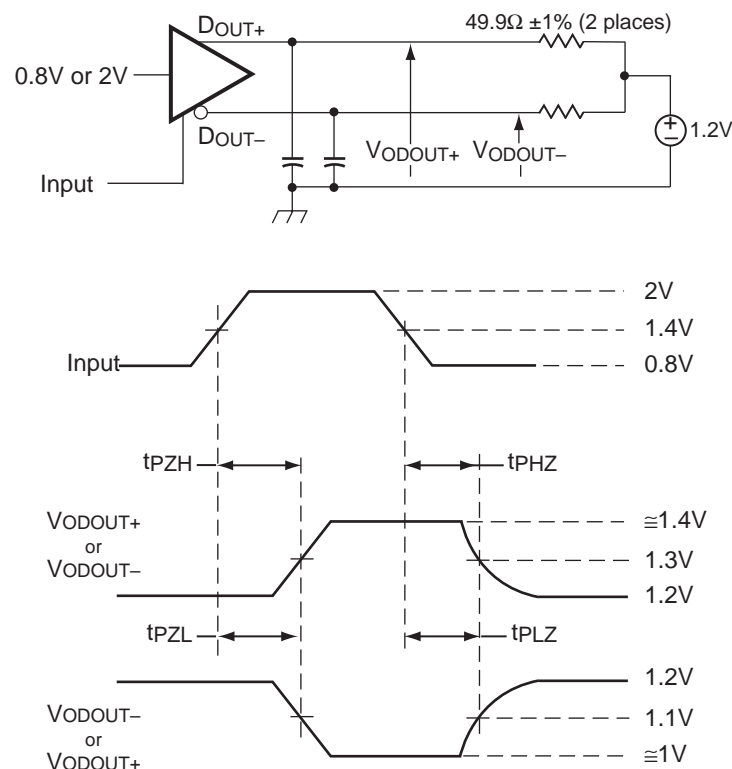 DOUT+
49.9Ω ±1% (2 places)
0.8V or 2V
DOUT–
1.2V
VODOUT+
VODOUT–
Input
2V
1.4V
Input
0.8V
tPZH
tPHZ
VODOUT+
or
VODOUT–
≅1.4V
1.3V
1.2V
tPZL
tPLZ
1.2V
VODOUT–
or
VODOUT+
1.1V
≅1V